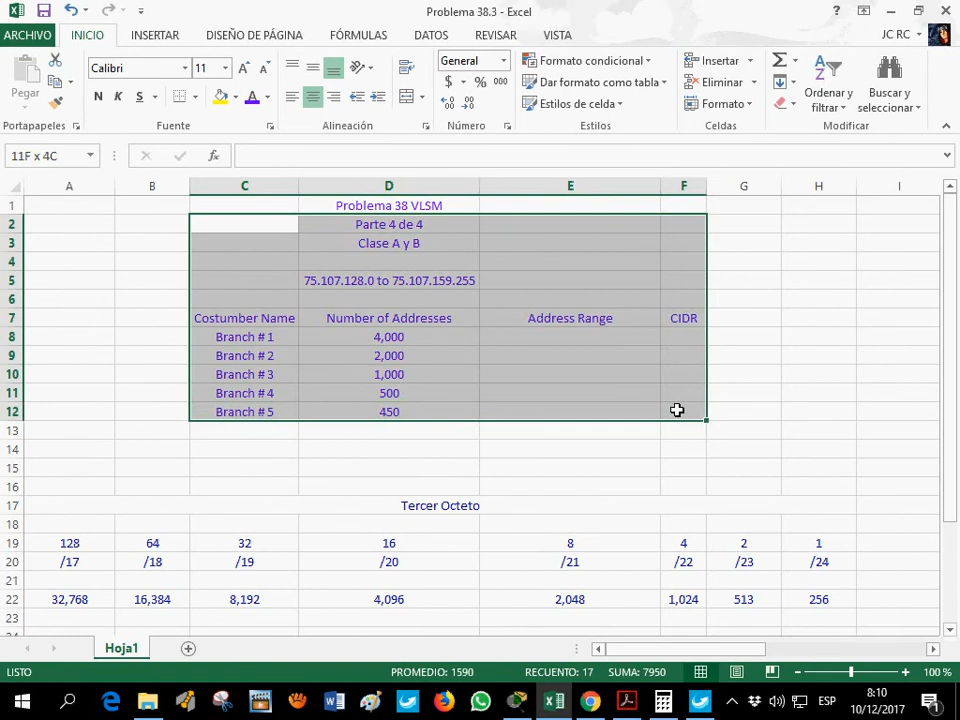 Problema 38.3 - Excel
ARCHIVO INICIO INSERTAR DISEÑO DE PÁGINA FÓRMULAS DATOS REVISAR VISTA JC RC
Pegar
Calibri 11
N K S
General
$ % 000
Formato condicional
Dar formato como tabla
Estilos de celda
Insertar
Eliminar
Formato
Ordenar y filtrar
Buscar y seleccionar
Portapapeles Fuente Alineación Número Estilos Celdas Modificar
11F x 4C
A B C D E F G H I
1 Problema 38 VLSM
2 Parte 4 de 4
3 Clase A y B
4
5 75.107.128.0 to 75.107.159.255
6
7 Costumber Name Number of Addresses Address Range CIDR
8 Branch # 1 4,000
9 Branch # 2 2,000
10 Branch # 3 1,000
11 Branch # 4 500
12 Branch # 5 450
13
14
15
16
17 Tercer Octeto
18
19 128 64 32 16 8 4 2 1
20 /17 /18 /19 /20 /21 /22 /23 /24
21
22 32,768 16,384 8,192 4,096 2,048 1,024 513 256
23
Hoja1
LISTO PROMEDIO: 1590 RECUENTO: 17 SUMA: 7950 100 %
ESP
8:10
10/12/2017